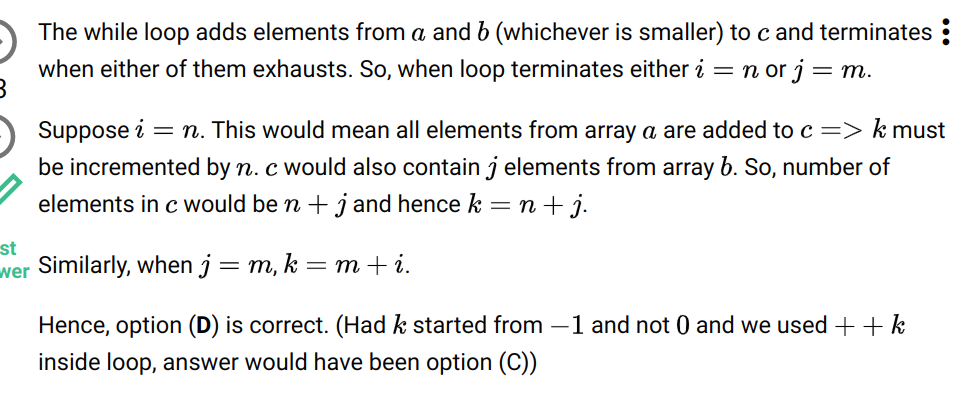 The while loop adds elements from a and b (whichever is smaller) to c and terminates
when either of them exhausts. So, when loop terminates either i = n or j = m.
3
Suppose i = n. This would mean all elements from array a are added to c => k must
be incremented by n. c would also contain j elements from array b. So, number of
elements in c would be n + j and hence k = n + j.
st
wer
Similarly, when j = m, k = m + i.
Hence, option (D) is correct. (Had k started from −1 and not 0 and we used + + k
inside loop, answer would have been option (C))